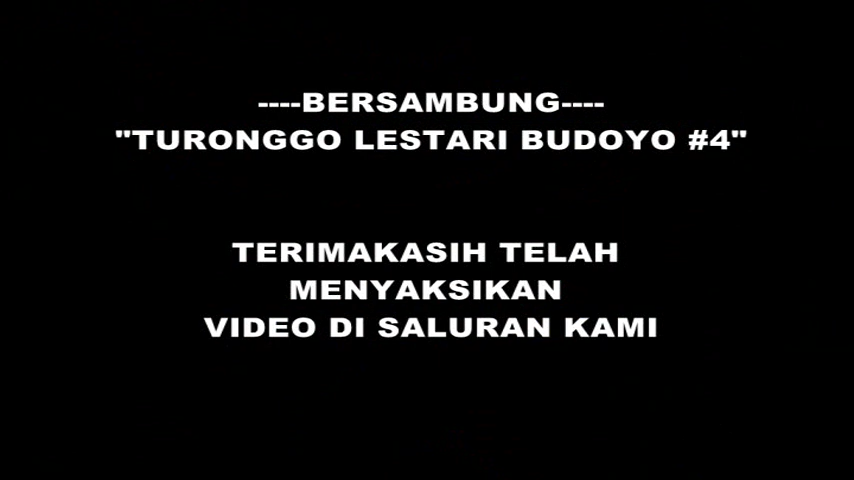 ----BERSAMBUNG----
"TURONGGO LESTARI BUDOYO #4"
TERIMAKASIH TELAH
MENYAKSIKAN
VIDEO DI SALURAN KAMI